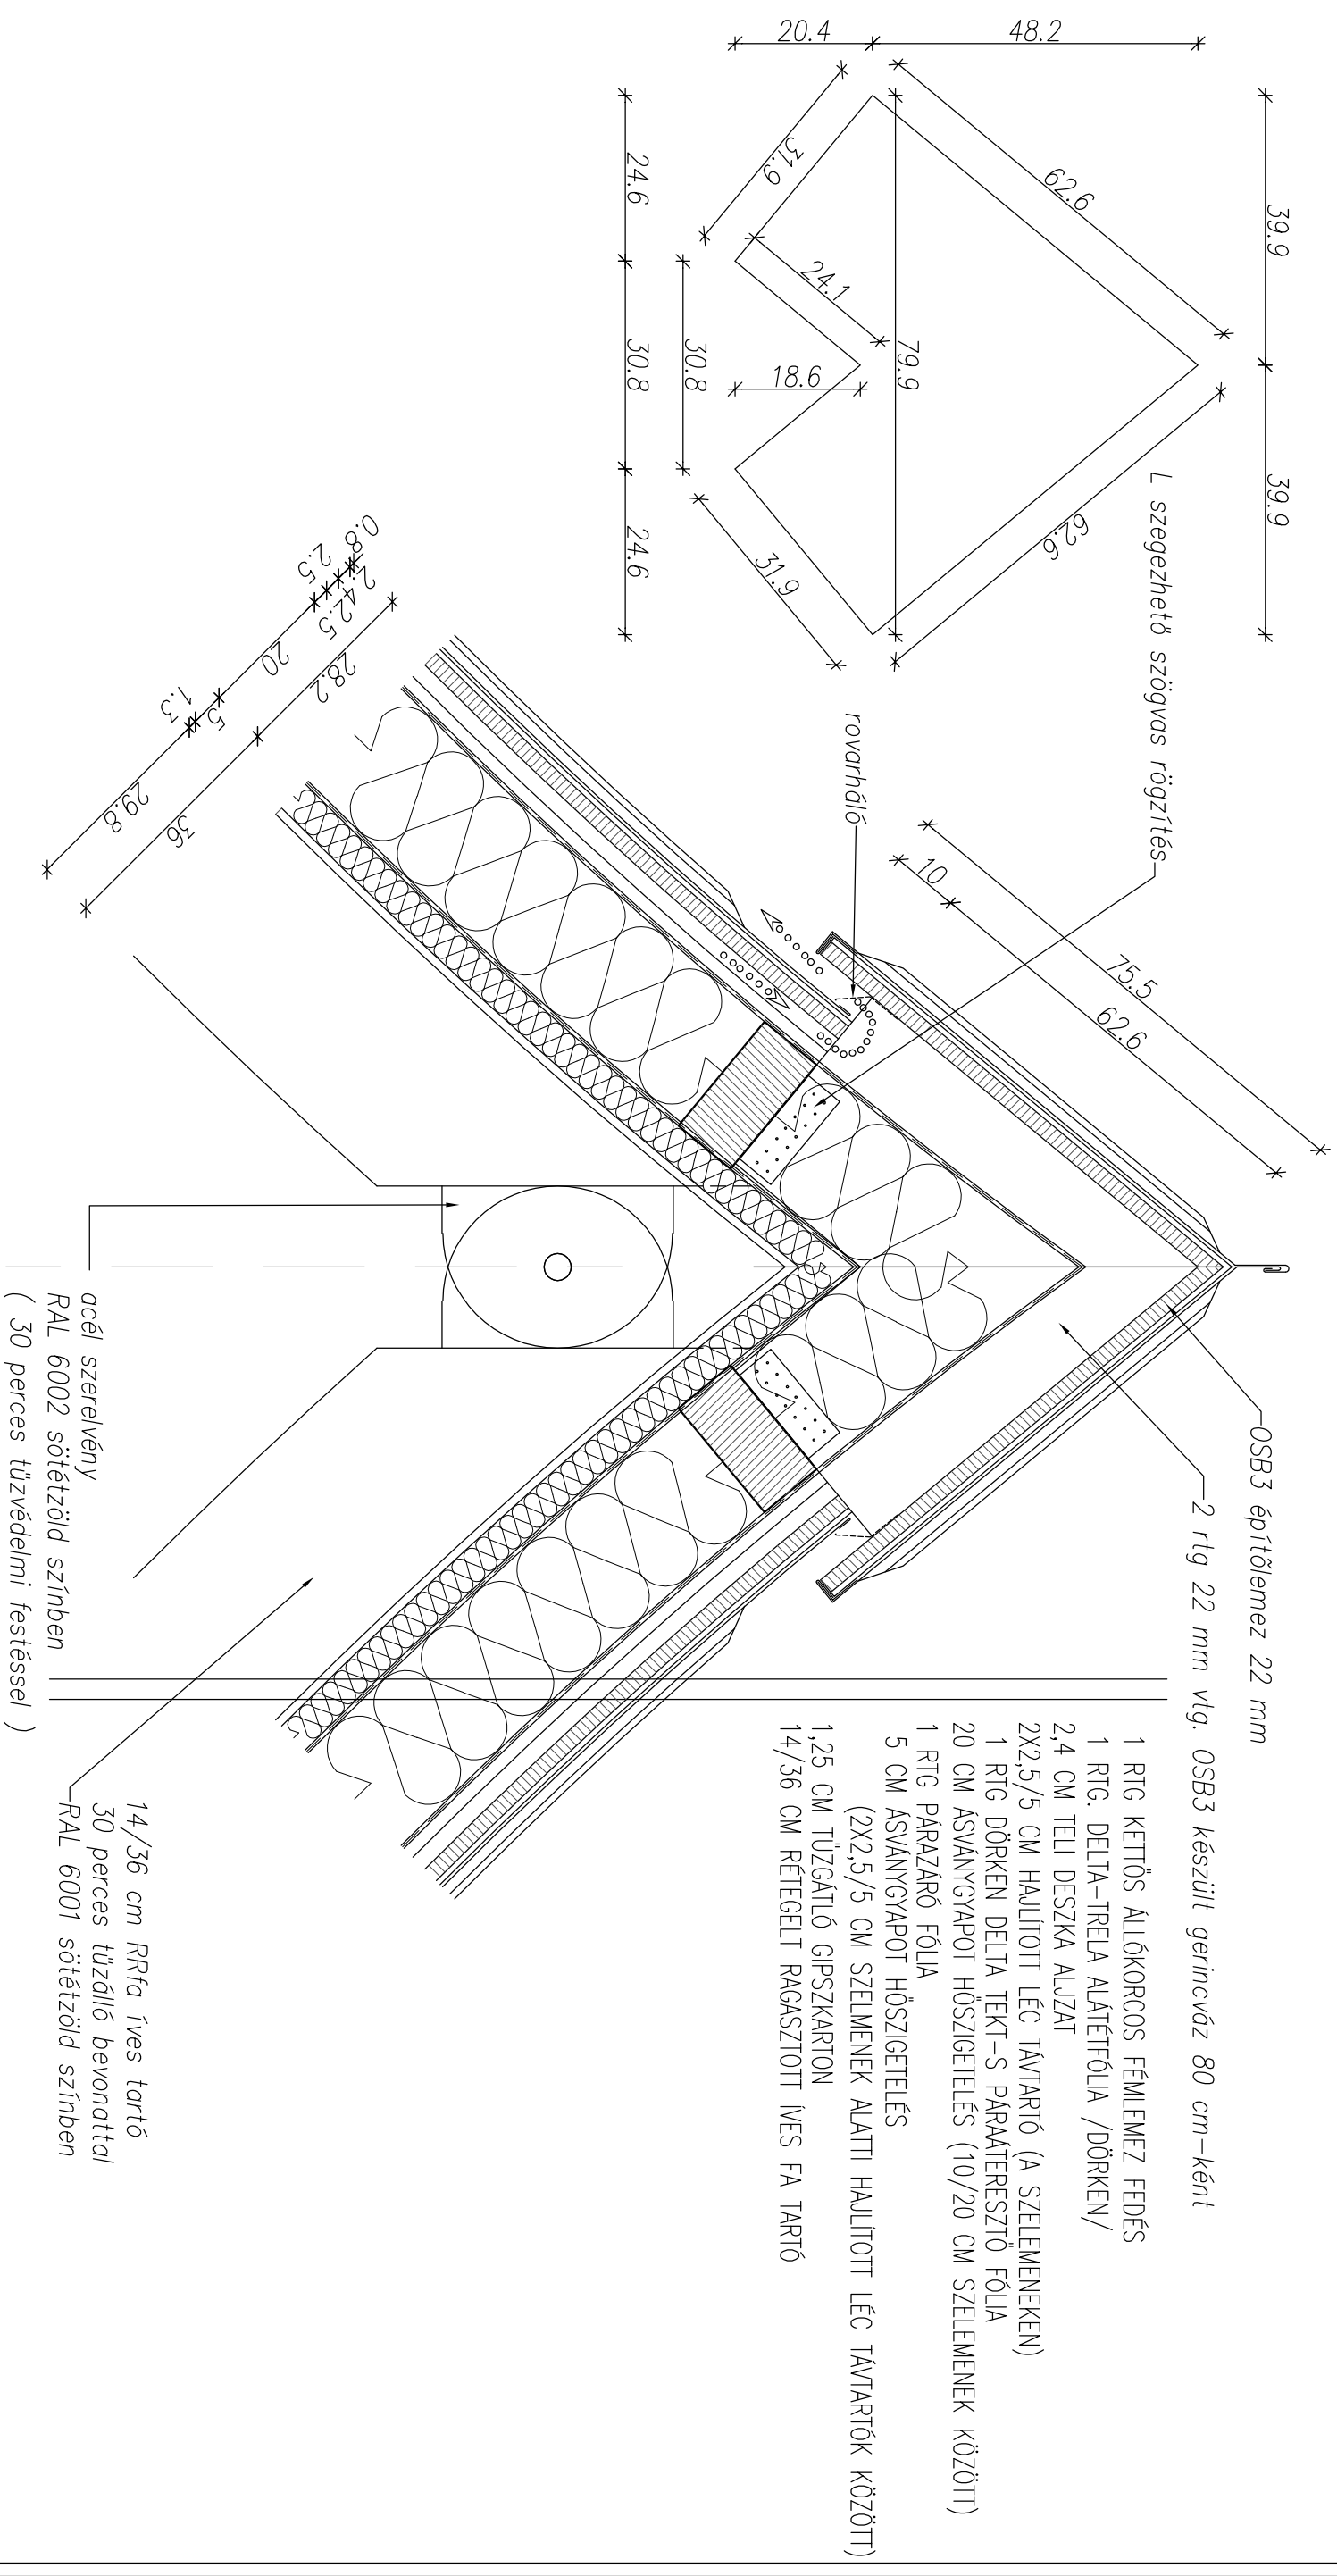 39.9
39.9
48.2
20.4
62.6
62.6
79.9
31.9
31.9
24.1
18.6
30.8
24.6
30.8
24.6
L szegezhető szögvas rögzítés
rovarháló
75.5
10
62.6
0.8
2.4
2.5
2.5
20
28.2
5
1.3
36
29.8
OSB3 építőlemez 22 mm
2 rtg 22 mm vtg. OSB3 készült gerincváz 80 cm-ként
1 RTG KETTŐS ÁLLÓKORCOS FÉMLEMEZ FEDÉS
1 RTG. DELTA-TRELA ALÁTÉTFÓLIA /DÖRKEN/
2,4 CM TELI DESZKA ALJZAT
2X2,5/5 CM HAJLÍTOTT LÉC TÁVTARTÓ (A SZELEMENEKEN)
1 RTG DÖRKEN DELTA TEKT-S PÁRAÁTERESZTŐ FÓLIA
20 CM ÁSVÁNYGYAPOT HŐSZIGETELÉS (10/20 CM SZELEMENEK KÖZÖTT)
1 RTG PÁRAZÁRÓ FÓLIA
5 CM ÁSVÁNYGYAPOT HŐSZIGETELÉS
(2X2,5/5 CM SZELMENEK ALATTI HAJLÍTOTT LÉC TÁVTARTÓK KÖZÖTT)
1,25 CM TŰZGÁTLÓ GIPSZKARTON
14/36 CM RÉTEGELT RAGASZTOTT ÍVES FA TARTÓ
acél szerelvény
RAL 6002 sötétzöld színben
( 30 perces tűzvédelmi festéssel )
14/36 cm RRfa íves tartó
30 perces tűzálló bevonattal
RAL 6001 sötétzöld színben